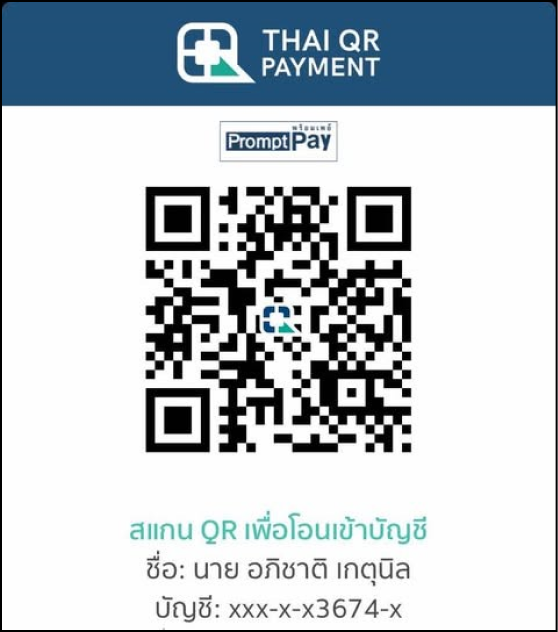 THAI QR
PAYMENT
พร้อมเพย์
PromptPay
สแกน QR เพื่อโอนเข้าบัญชี
ชื่อ: นาย อภิชาติ เกตุนิล
บัญชี: xxx-x-x3674-x